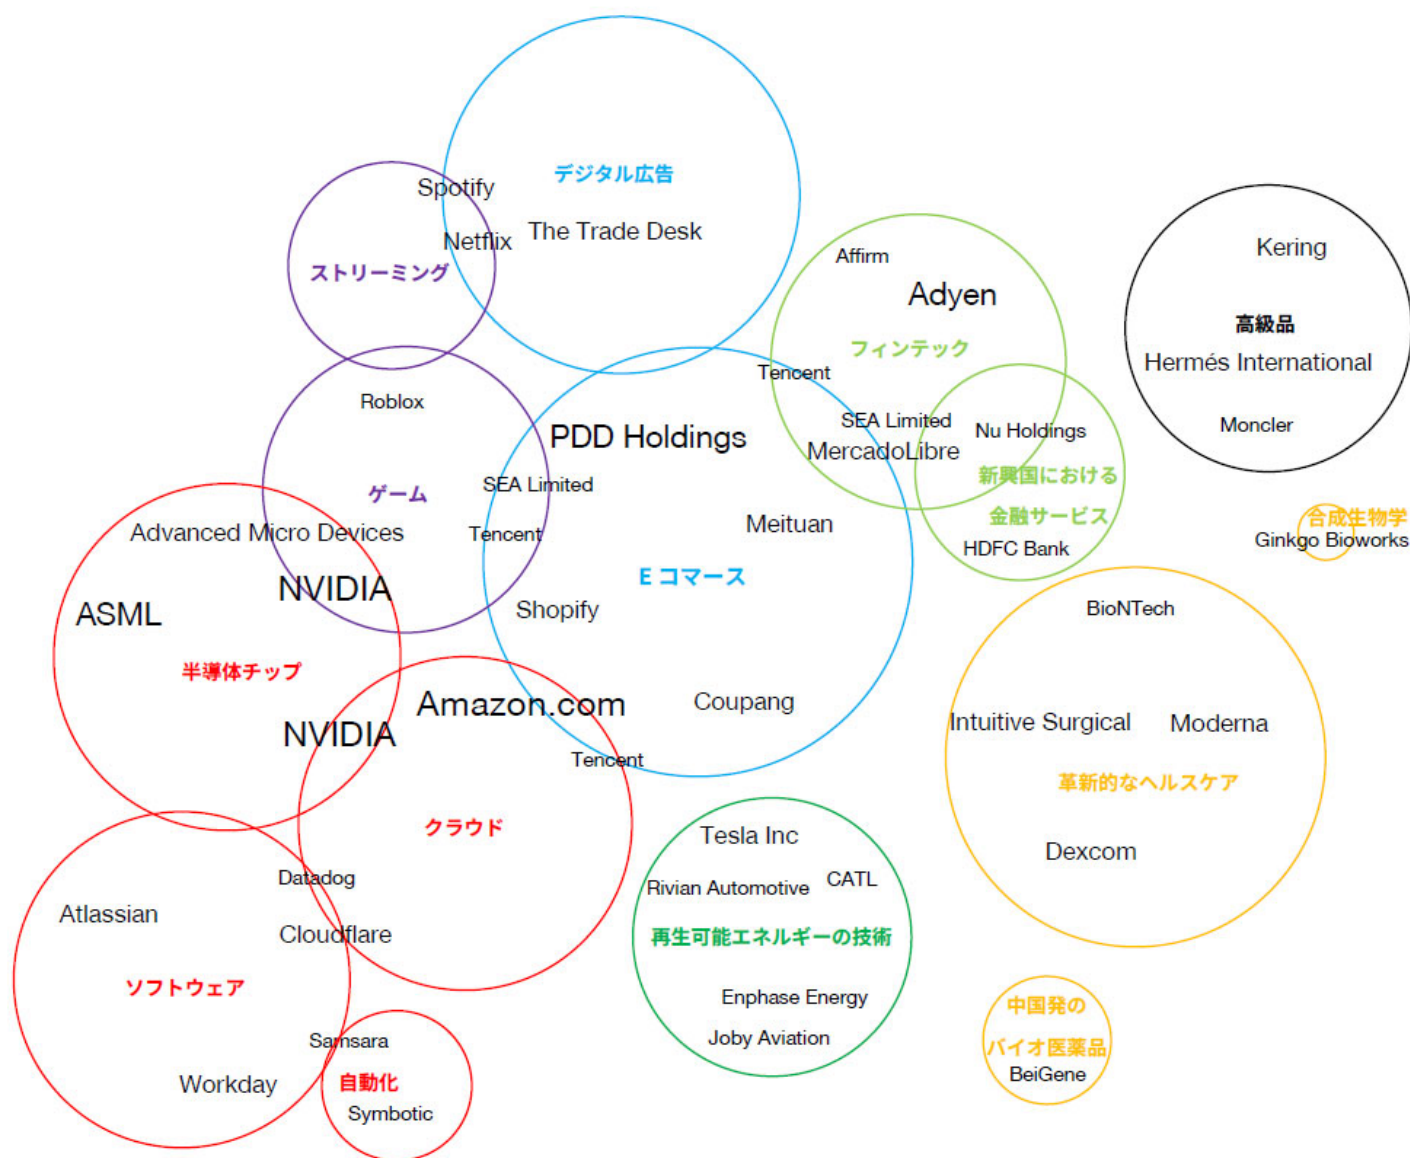 デジタル広告
Spotify
The Trade Desk
Netflix
ストリーミング
Affirm
Adyen
フィンテック
Kering
高級品
Hermés International
Moncler
Tencent
Roblox
PDD Holdings
SEA Limited
Nu Holdings
MercadoLibre
新興国における
金融サービス
HDFC Bank
ゲーム
SEA Limited
Tencent
Meituan
E コマース
Shopify
Coupang
合成生物学
Ginkgo Bioworks
Advanced Micro Devices
NVIDIA
ASML
半導体チップ
NVIDIA
Amazon.com
Tencent
クラウド
BioNTech
Intuitive Surgical
Moderna
革新的なヘルスケア
Dexcom
Tesla Inc
Rivian Automotive
CATL
再生可能エネルギーの技術
Enphase Energy
Joby Aviation
Datadog
Atlassian
Cloudflare
ソフトウェア
Samsara
Workday
自動化
Symbotic
中国発の
バイオ医薬品
BeiGene